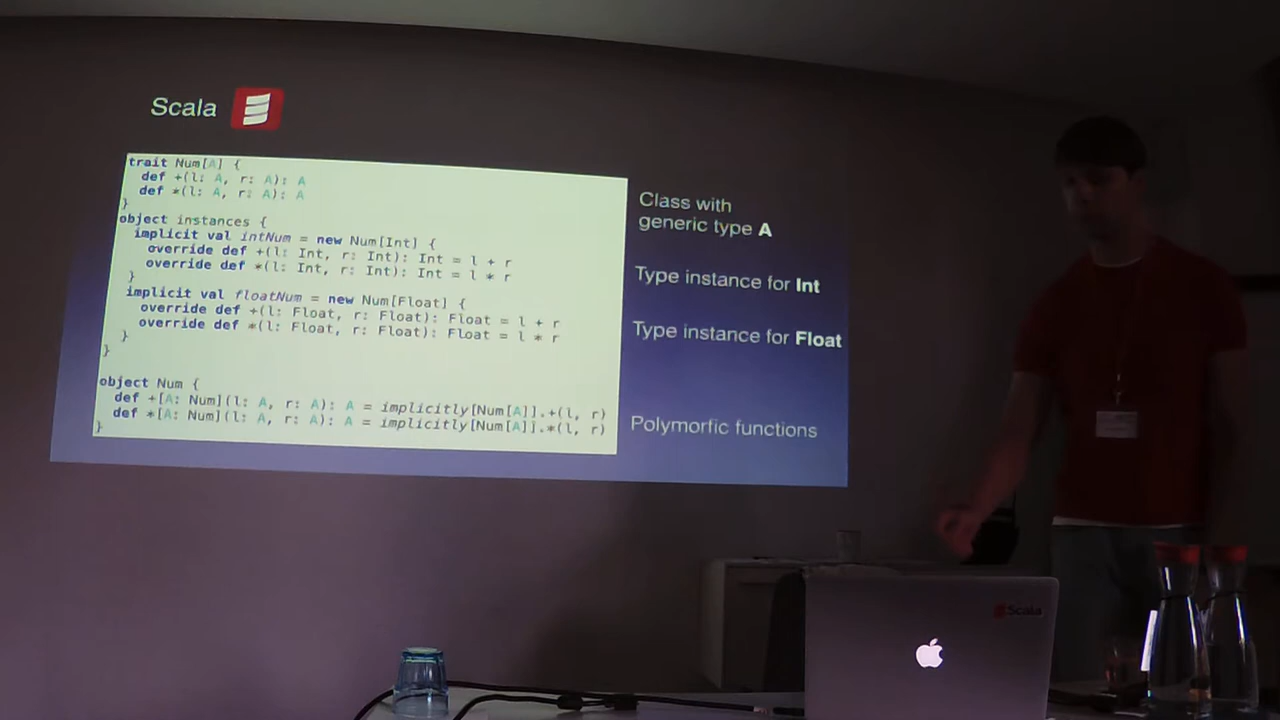 Scala
trait Num[A] {
def +(l: A, r: A): A
def *(l: A, r: A): A
}
object instances {
implicit val intNum = new Num[Int] {
override def +(l: Int, r: Int): Int = l + r
override def *(l: Int, r: Int): Int = l * r
}
implicit val floatNum = new Num[Float] {
override def +(l: Float, r: Float): Float = l + r
override def *(l: Float, r: Float): Float = l * r
}
}
object Num {
def +[A: Num](l: A, r: A): A = implicitly[Num[A]].+(l, r)
def *[A: Num](l: A, r: A): A = implicitly[Num[A]].*(l, r)
}
Class with
generic type A
Type instance for Int
Type instance for Float
Polymorfic functions
Scala